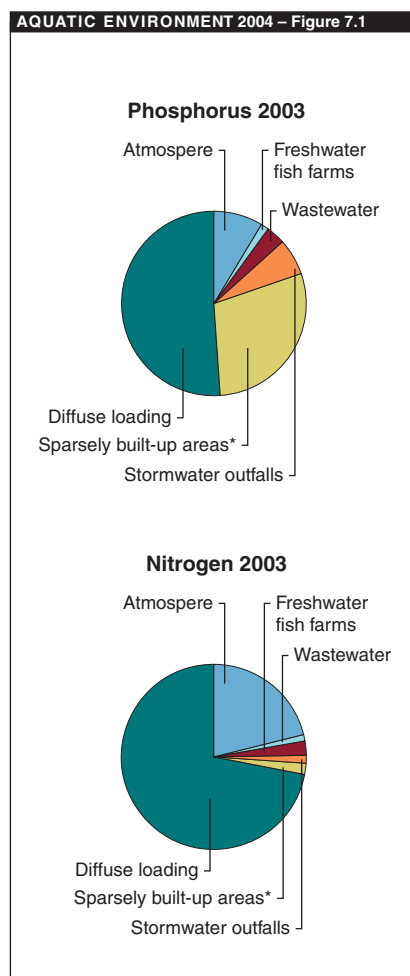 AQUATIC ENVIRONMENT 2004 – Figure 7.1
Phosphorus 2003
Atmospere
Freshwater
fish farms
Wastewater
Diffuse loading
Sparsely built-up areas*
Stormwater outfalls
Nitrogen 2003
Atmospere
Freshwater
fish farms
Wastewater
Diffuse loading
Sparsely built-up areas*
Stormwater outfalls